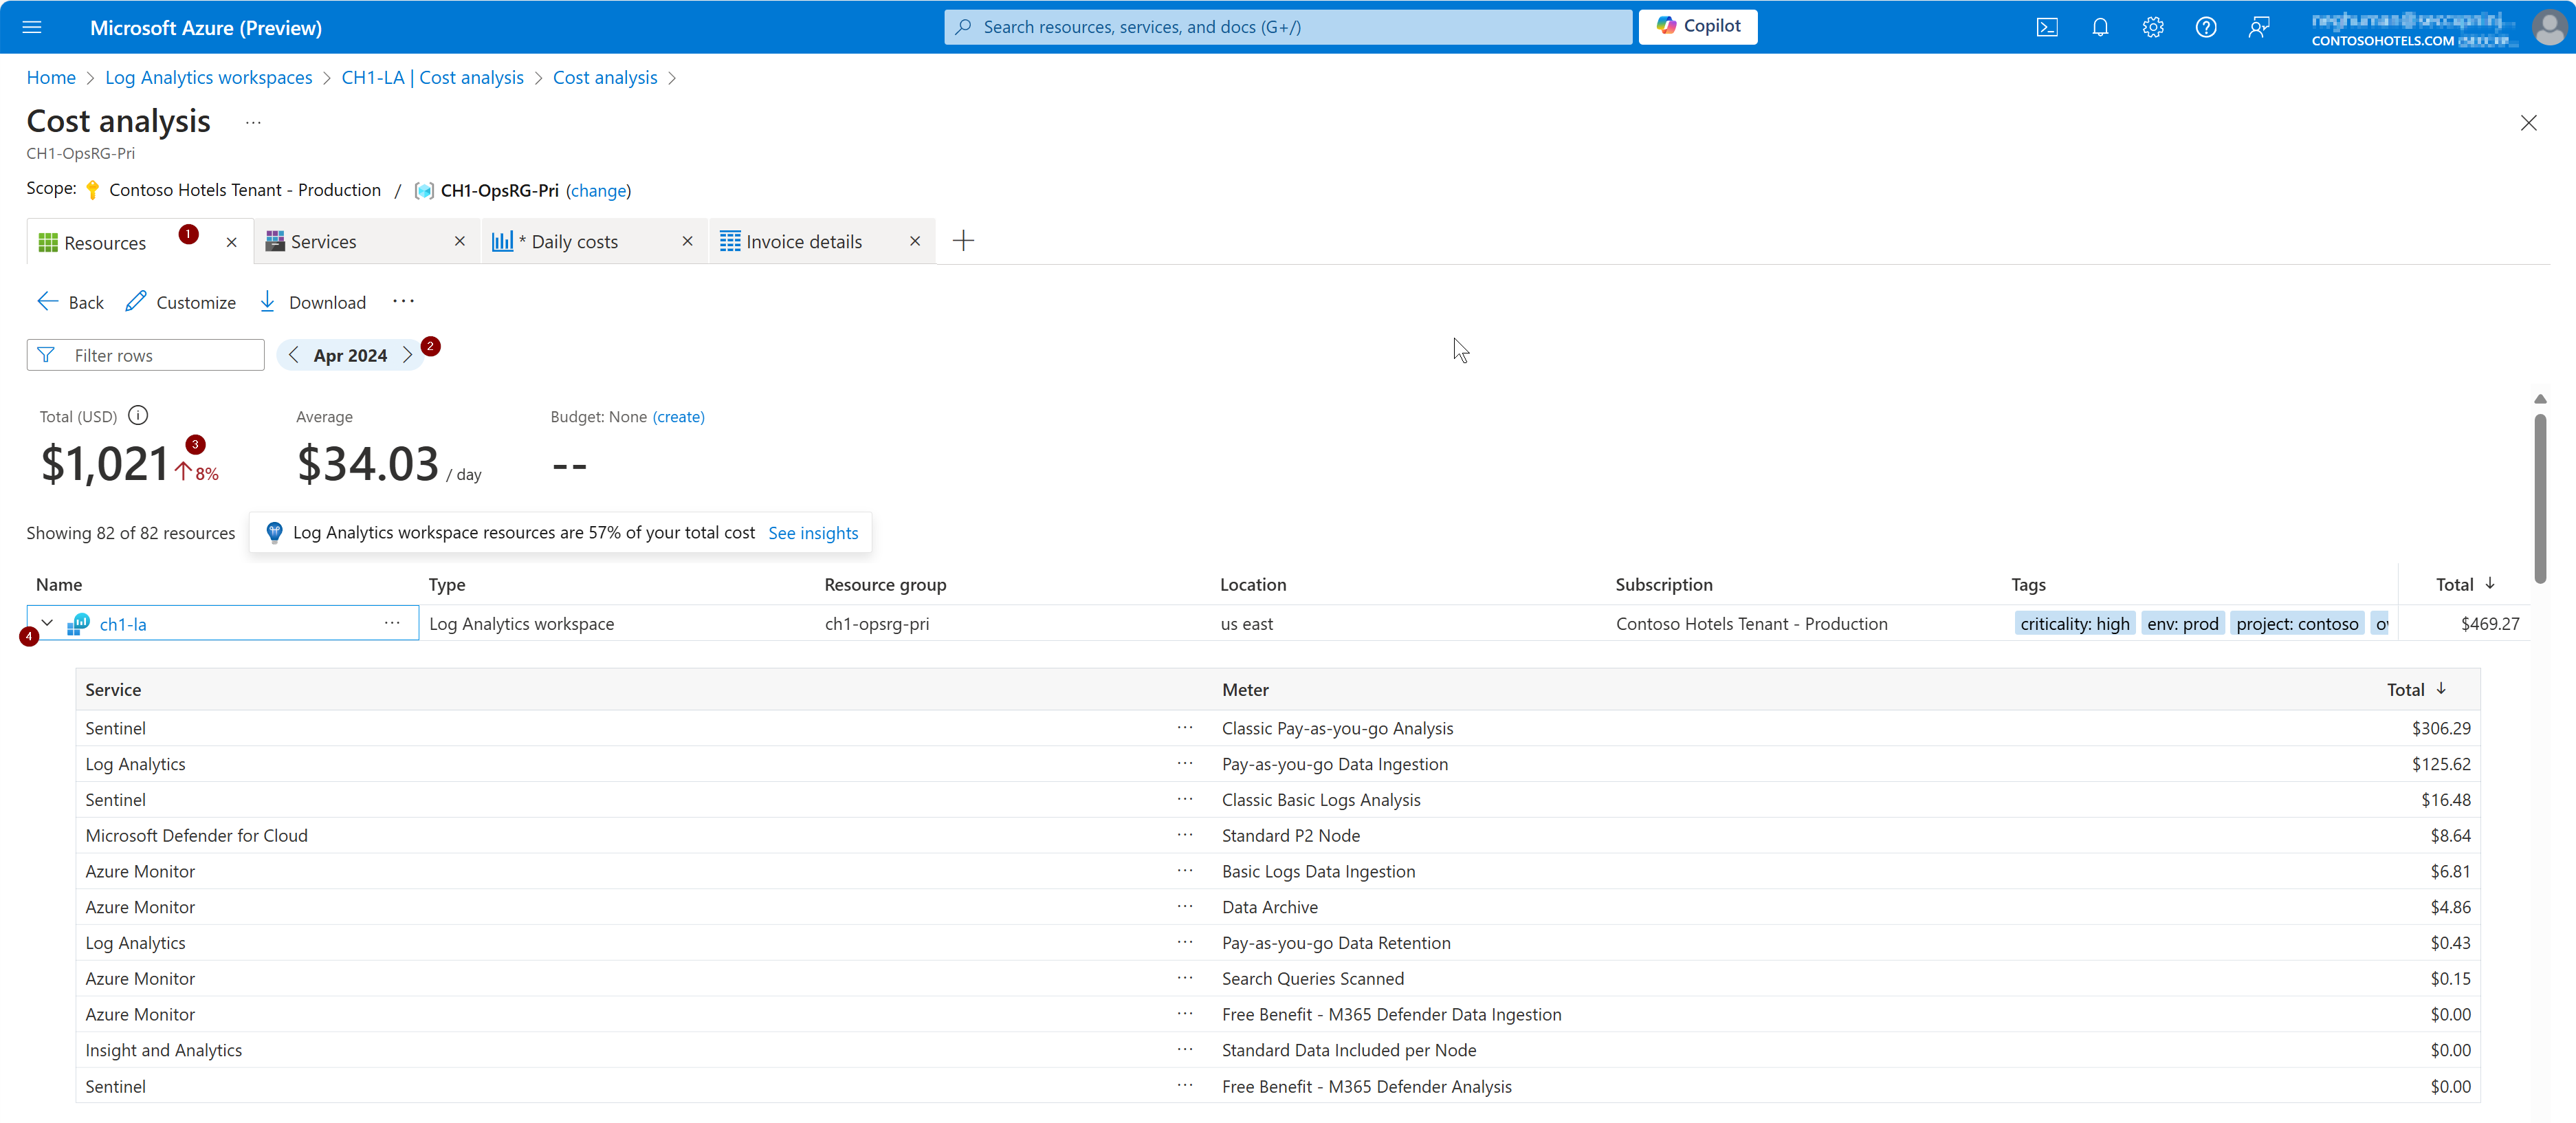 Microsoft Azure (Preview)
Search resources, services, and docs (G+/)
Copilot
CONTOSOHOTELS.COM
Home > Log Analytics workspaces > CH1-LA | Cost analysis > Cost analysis >
Cost analysis ...
CH1-OpsRG-Pri
Scope: Contoso Hotels Tenant - Production / CH1-OpsRG-Pri (change)
Resources 1 Services * Daily costs Invoice details
Back Customize Download ...
Filter rows Apr 2024 2
Total (USD) Average Budget: None (create)
$1,021 8% 3 $34.03 / day --
Showing 82 of 82 resources Log Analytics workspace resources are 57% of your total cost See insights
Name Type Resource group Location Subscription Tags Total ↓
4 ch1-la ... Log Analytics workspace ch1-opsrg-pri us east Contoso Hotels Tenant - Production criticality: high env: prod project: contoso $469.27
Service Meter Total ↓
Sentinel ... Classic Pay-as-you-go Analysis $306.29
Log Analytics ... Pay-as-you-go Data Ingestion $125.62
Sentinel ... Classic Basic Logs Analysis $16.48
Microsoft Defender for Cloud ... Standard P2 Node $8.64
Azure Monitor ... Basic Logs Data Ingestion $6.81
Azure Monitor ... Data Archive $4.86
Log Analytics ... Pay-as-you-go Data Retention $0.43
Azure Monitor ... Search Queries Scanned $0.15
Azure Monitor ... Free Benefit - M365 Defender Data Ingestion $0.00
Insight and Analytics ... Standard Data Included per Node $0.00
Sentinel ... Free Benefit - M365 Defender Analysis $0.00